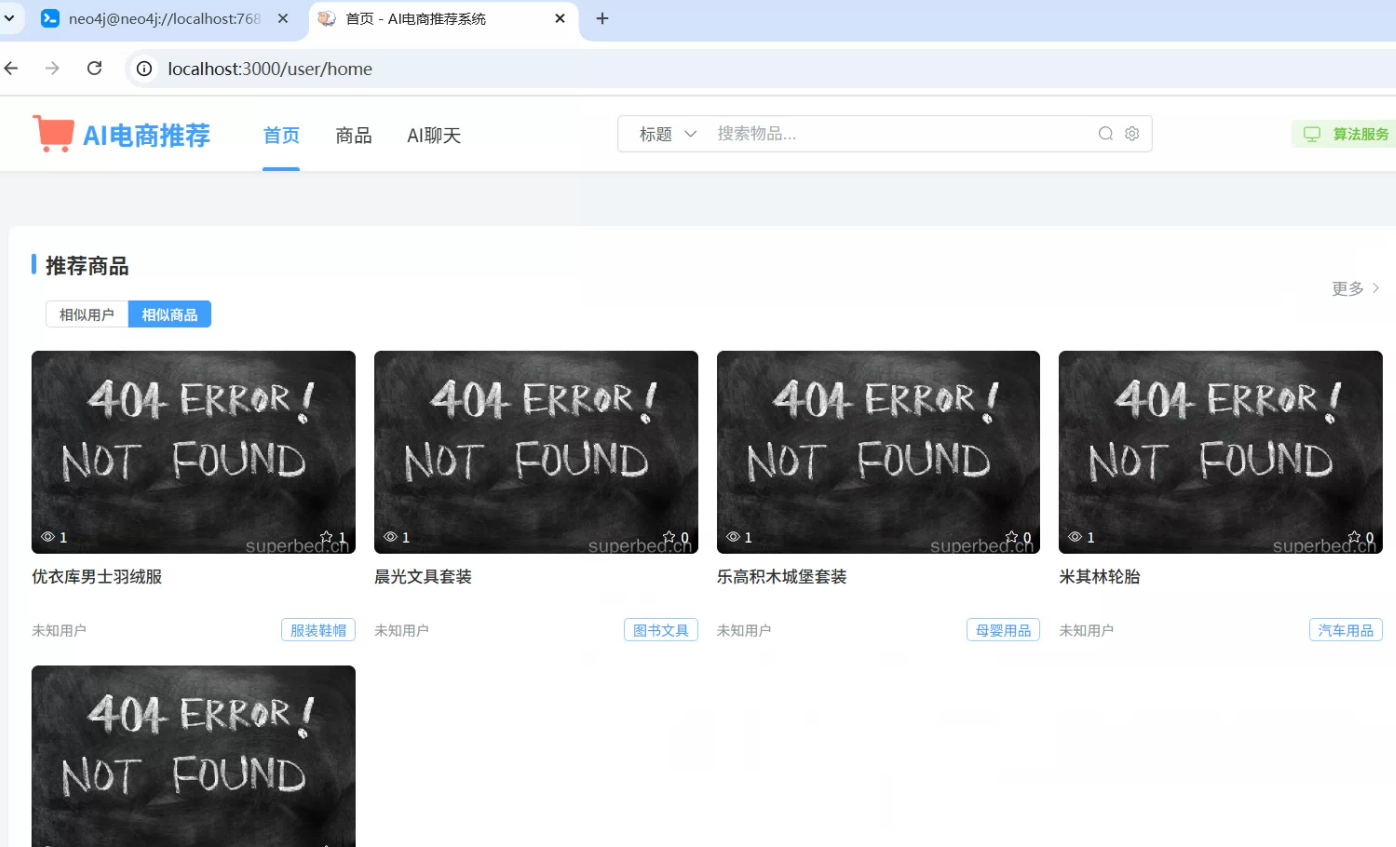 neo4j@neo4j://localhost:768
首页 - AI电商推荐系统
localhost:3000/user/home
AI电商推荐
首页
商品
AI聊天
标题
搜索物品...
算法服务
推荐商品
更多
相似用户
相似商品
404 ERROR!
NOT FOUND
1
1
superbed.cn
404 ERROR!
NOT FOUND
1
0
superbed.cn
404 ERROR!
NOT FOUND
1
0
superbed.cn
404 ERROR!
NOT FOUND
1
0
superbed.cn
优衣库男士羽绒服
晨光文具套装
乐高积木城堡套装
米其林轮胎
未知用户
服装鞋帽
未知用户
图书文具
未知用户
母婴用品
未知用户
汽车用品
404 ERROR!
NOT FOUND